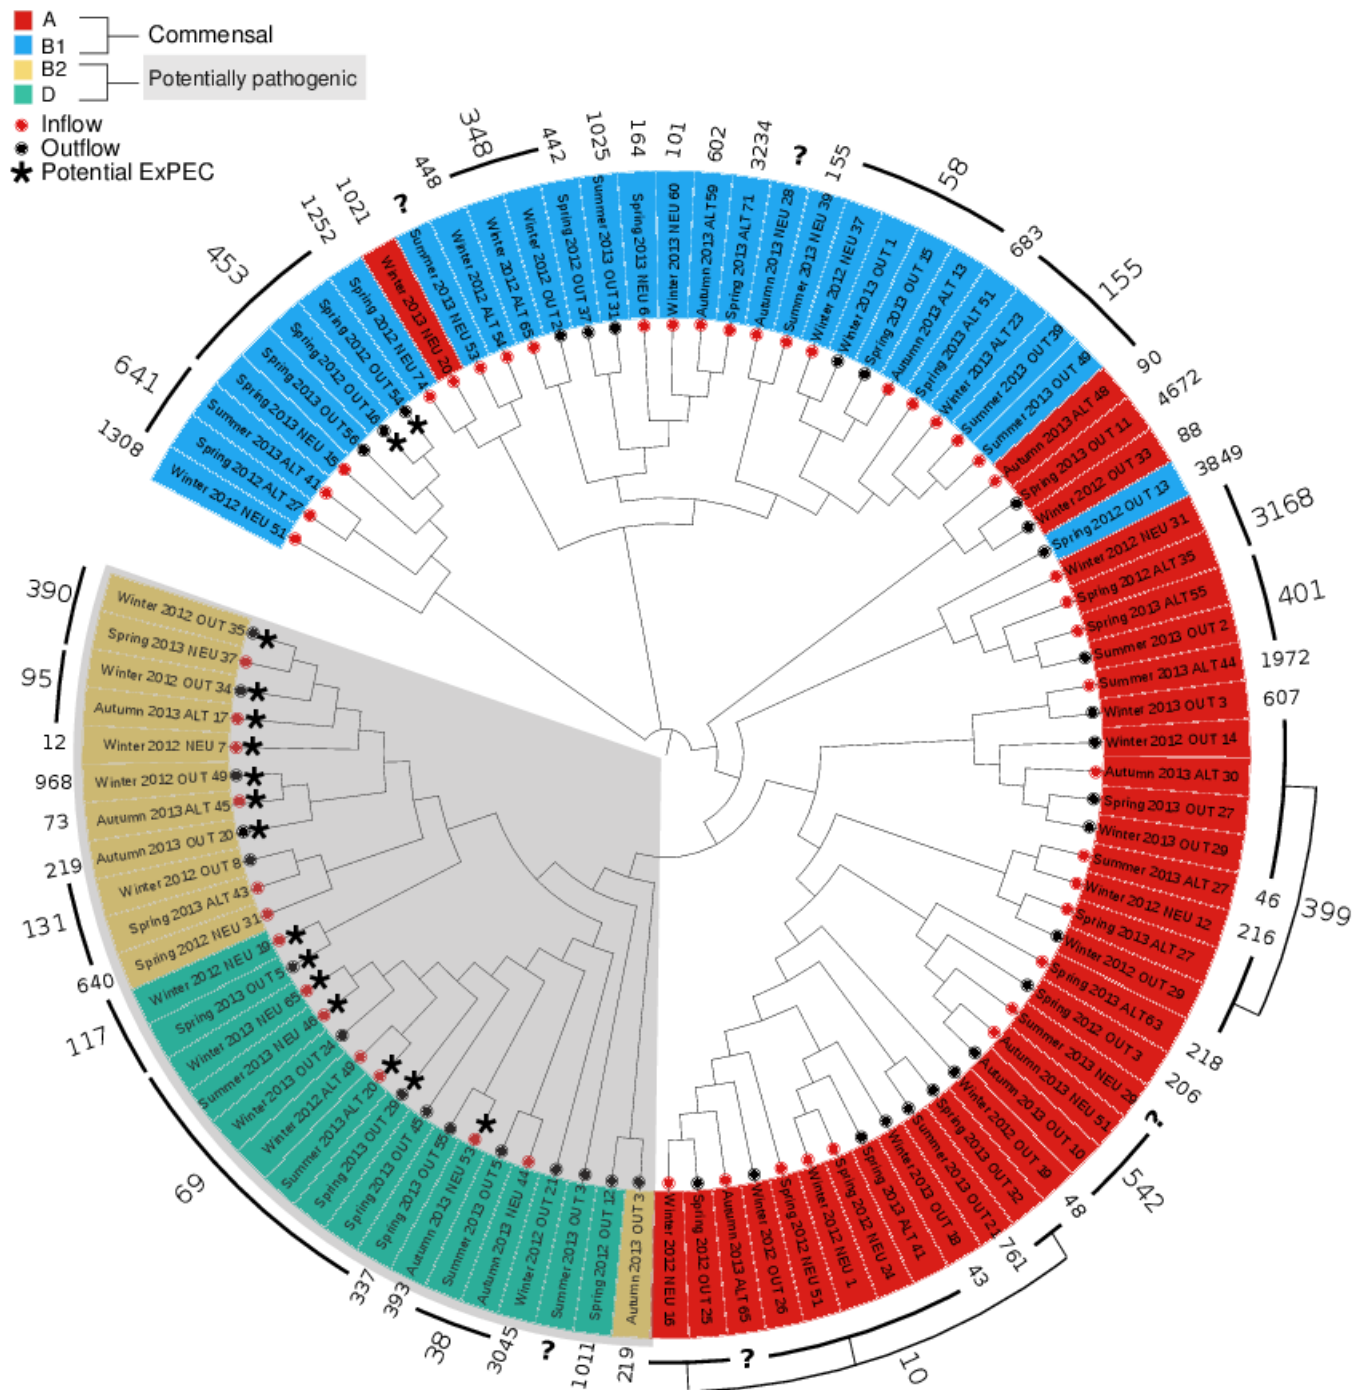 A
Commensal
B1
B2
Potentially pathogenic
D
Inflow
Outflow
Potential ExPEC
1308
641
453
1252
1021
?
448
348
442
1025
164
101
602
3234
?
155
58
683
155
90
4672
88
3849
3168
401
1972
607
46
399
216
218
206
?
542
48
761
43
10
?
219
1011
?
3045
38
393
337
69
117
640
131
219
73
968
12
95
390
Winter 2012 NEU 51
Spring 2012 ALT 27
Summer 2013 ALT 41
Spring 2013 NEU 15
Spring 2013 OUT 56
Spring 2012 OUT 16
Spring 2012 OUT 54
Spring 2012 NEU 74
Winter 2013 NEU 20
Summer 2013 NEU 53
Winter 2012 ALT 54
Winter 2012 ALT 65
Winter 2012 OUT 2
Spring 2012 OUT 37
Summer 2013 OUT 31
Spring 2013 NEU 6
Winter 2013 NEU 60
Autumn 2013 ALT59
Spring 2013 ALT 71
Autumn 2013 NEU 28
Summer 2013 NEU 39
Winter 2012 NEU 37
Winter 2013 OUT 1
Spring 2013 OUT 15
Autumn 2013 ALT 13
Spring 2013 ALT 51
Winter 2013 ALT 23
Summer 2013 OUT 39
Summer 2013 OUT 49
Autumn 2013 ALT 48
Spring 2013 OUT 11
Winter 2012 OUT 33
Spring 2012 OUT 13
Winter 2012 NEU 31
Spring 2012 ALT 35
Spring 2013 ALT55
Summer 2013 OUT 2
Summer 2013 ALT44
Winter 2013 OUT 3
Winter 2012 OUT 14
Autumn 2013 ALT 30
Spring 2013 OUT 27
Winter 2013 OUT29
Summer 2013 ALT 27
Winter 2012 NEU 12
Spring 2013 ALT 27
Winter 2012 OUT 29
Spring 2013 ALT63
Spring 2012 OUT 3
Summer 2013 NEU 29
Autumn 2013 NEU 51
Autumn 2013 OUT 10
Winter 2012 OUT 19
Spring 2013 OUT 32
Summer 2013 OUT 2
Winter 2013 OUT 18
Spring 2013 ALT 41
Spring 2012 NEU 24
Winter 2012 NEU 1
Spring 2012 NEU 51
Winter 2012 OUT 26
Autumn 2013 ALT 65
Spring 2012 OUT 25
Winter 2012 NEU 16
Autumn 2013 OUT 3
Spring 2012 OUT 12
Summer 2013 OUT 3
Winter 2012 OUT 21
Autumn 2013 NEU 44
Summer 2013 OUT 5
Autumn 2013 NEU 53
Spring 2013 OUT 55
Spring 2013 OUT 45
Spring 2013 OUT 29
Summer 2013 ALT 20
Winter 2012 ALT 49
Winter 2013 OUT 24
Summer 2013 NEU 46
Winter 2013 NEU 65
Spring 2013 OUT 5
Winter 2012 NEU 19
Spring 2012 NEU 31
Spring 2013 ALT 43
Winter 2012 OUT 8
Autumn 2013 OUT 20
Autumn 2013 ALT 45
Winter 2012 OUT 49
Winter 2012 NEU 7
Autumn 2013 ALT 17
Winter 2012 OUT 34
Spring 2013 NEU 37
Winter 2012 OUT 35